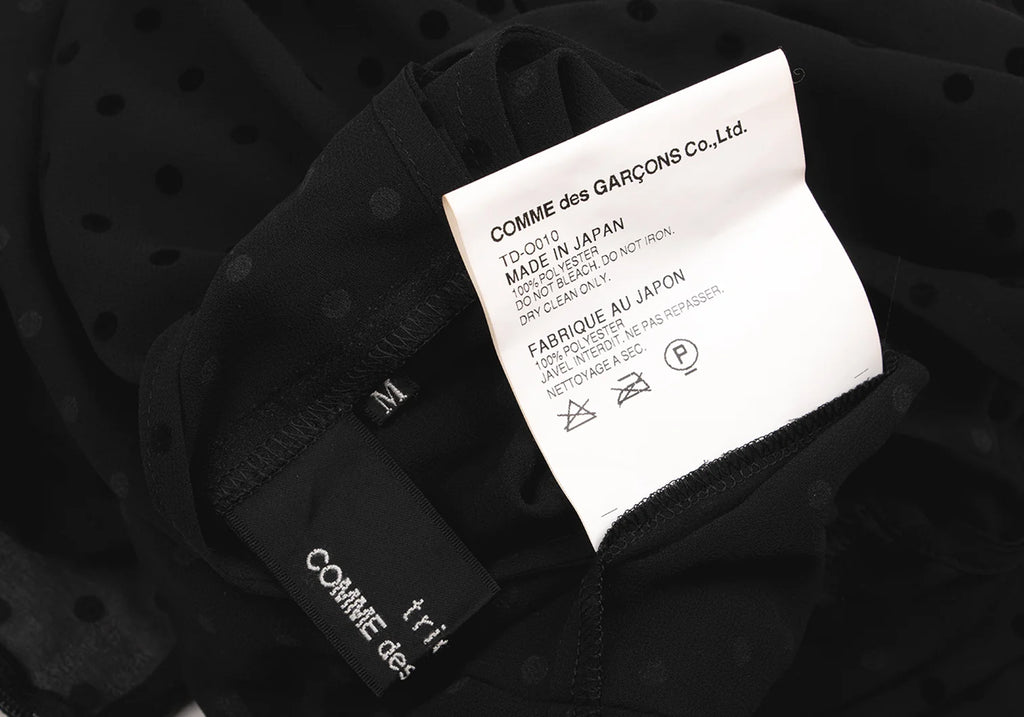 COMME des GARÇONS Co.,Ltd.
TD-O010
MADE IN JAPAN
100% POLYESTER
DO NOT BLEACH. DO NOT IRON.
DRY CLEAN ONLY.
FABRIQUE AU JAPON
100% POLYESTER
JAVEL INTERDIT. NE PAS REPASSER.
NETTOYAGE A SEC.
P
M
COMME des